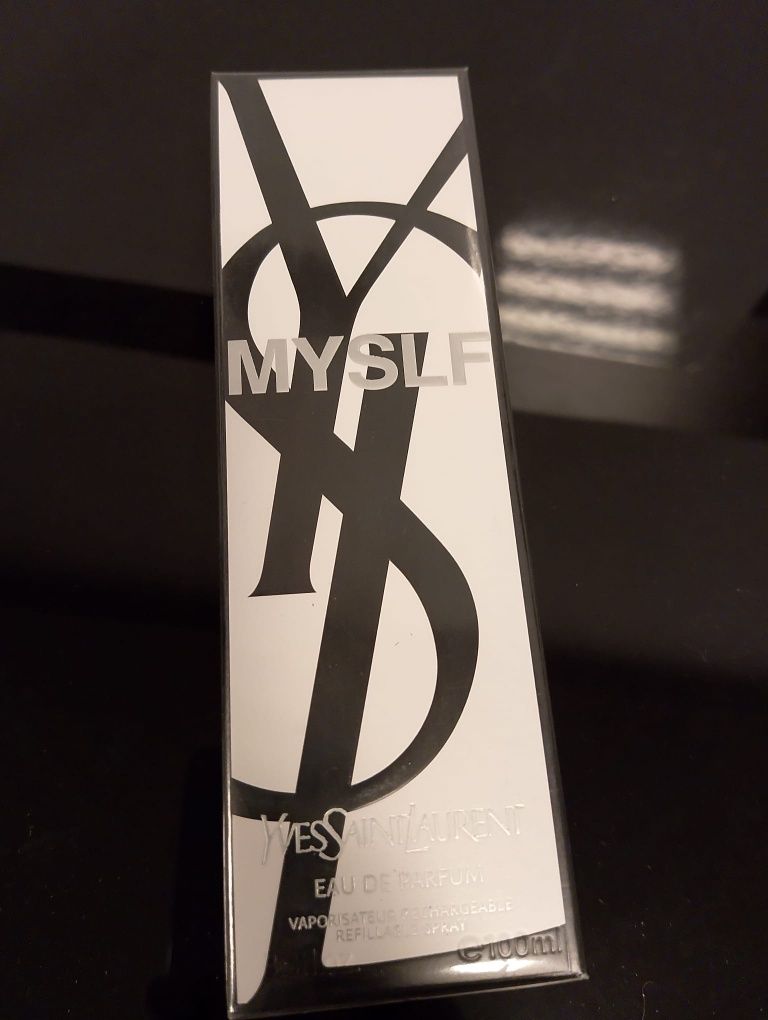 MYSLF
YVESSAINTLAURENT
EAU DE PARFUM
VAPORISATEUR RECHARGEABLE
REFILLABLE SPRAY
e 100ml